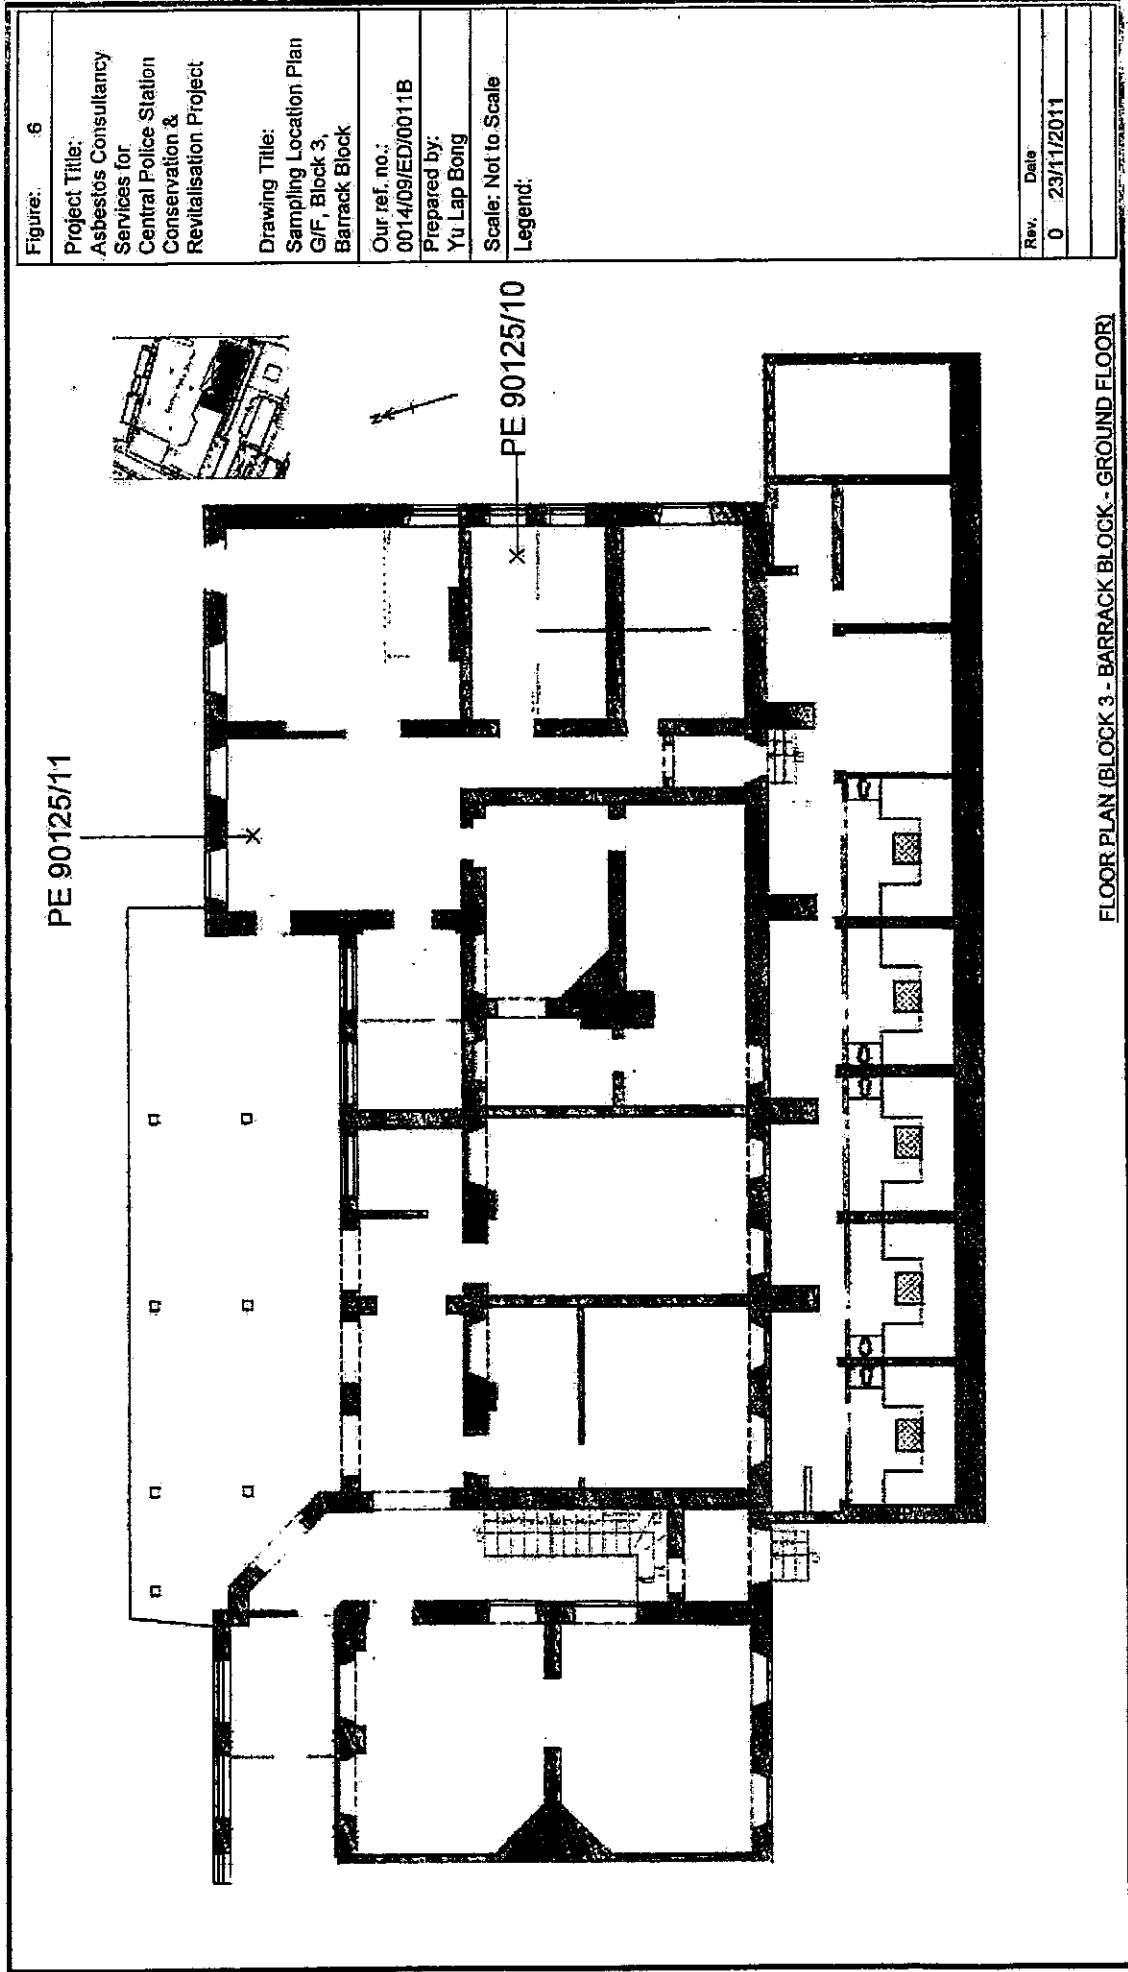 Figure: 6
Project Title:
Asbestos Consultancy
Services for
Central Police Station
Conservation &
Revitalisation Project
Drawing Title:
Sampling Location Plan
G/F, Block 3,
Barrack Block
Our ref. no.:
0014/09/ED/0011B
Prepared by:
Yu Lap Bong
Scale: Not to Scale
Legend:
Rev. Date
0 23/11/2011
PE 90125/11
PE 90125/10
N
FLOOR PLAN (BLOCK 3 - BARRACK BLOCK - GROUND FLOOR)